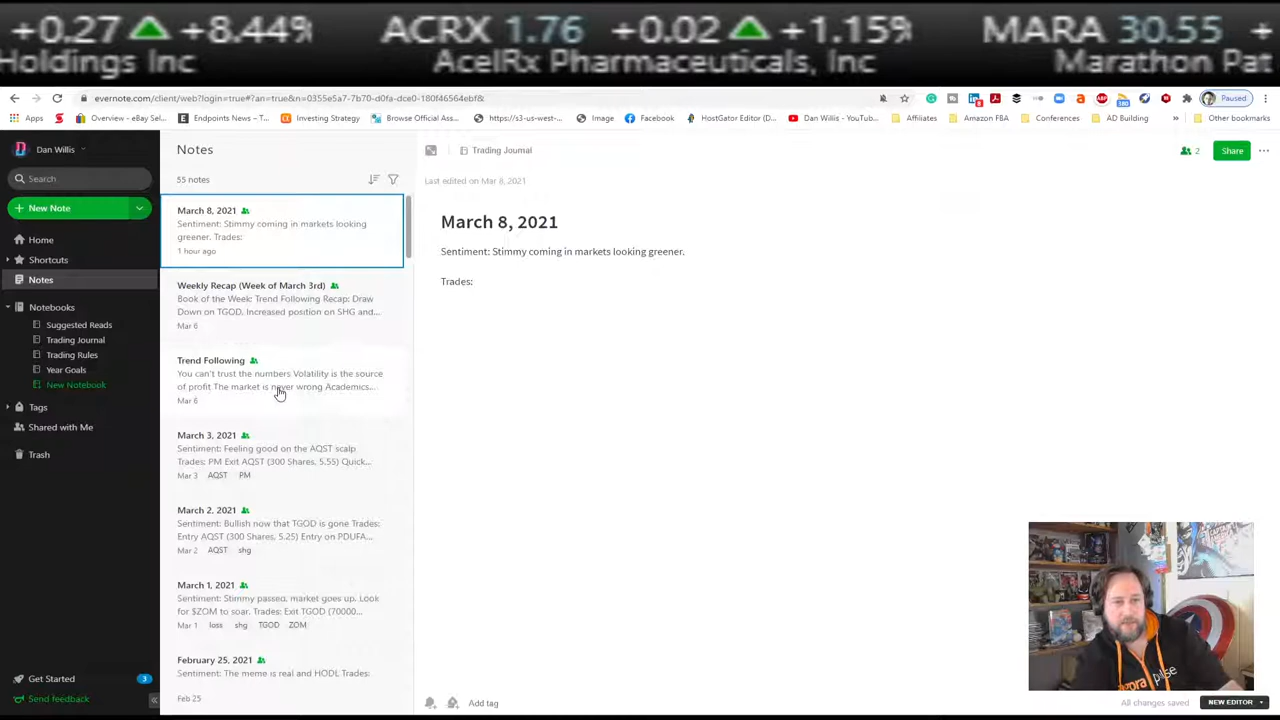 +0.27 +8.449% ACRX 1.76 +0.02 +1.159% MARA 30.55 +
Holdings Inc AcelRx Pharmaceuticals, Inc Marathon Pat
evernote.com/client/web?login=true#?an=true&n=0355e5a7-7b70-d0fa-dce0-180f46564ebf&
Paused
Apps Overview - eBay Sel... Endpoints News – T... Investing Strategy Browse Official Ass... https://s3-us-west-... Image Facebook HostGator Editor (D... Dan Willis - YouTub... Affiliates Amazon FBA Conferences AD Building » Other bookmarks
Dan Willis
Search
New Note
Home
Shortcuts
Notes
Notebooks
Suggested Reads
Trading Journal
Trading Rules
Year Goals
New Notebook
Tags
Shared with Me
Trash
Get Started 3
Send feedback
Notes
55 notes
March 8, 2021
Sentiment: Stimmy coming in markets looking
greener. Trades:
1 hour ago
Weekly Recap (Week of March 3rd)
Book of the Week: Trend Following Recap: Draw
Down on TGOD. Increased position on SHG and...
Mar 6
Trend Following
You can't trust the numbers Volatility is the source
of profit The market is never wrong Academics...
Mar 6
March 3, 2021
Sentiment: Feeling good on the AQST scalp
Trades: PM Exit AQST (300 Shares, 5.55) Quick...
Mar 3 AQST PM
March 2, 2021
Sentiment: Bullish now that TGOD is gone Trades:
Entry AQST (300 Shares, 5.25) Entry on PDUFA...
Mar 2 AQST shg
March 1, 2021
Sentiment: Stimmy passed, market goes up. Look
for $ZOM to soar. Trades: Exit TGOD (70000...
Mar 1 loss shg TGOD ZOM
February 25, 2021
Sentiment: The meme is real and HODL Trades:
Feb 25
Trading Journal
2 Share
Last edited on Mar 8, 2021
March 8, 2021
Sentiment: Stimmy coming in markets looking greener.
Trades:
Add tag
All changes saved NEW EDITOR